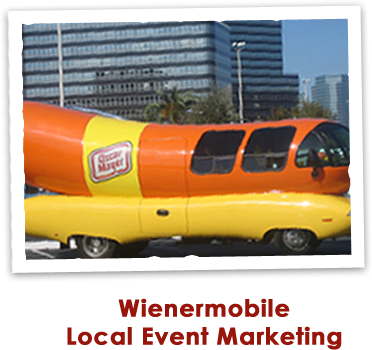 Oscar
Mayer
Wienermobile
Local Event Marketing